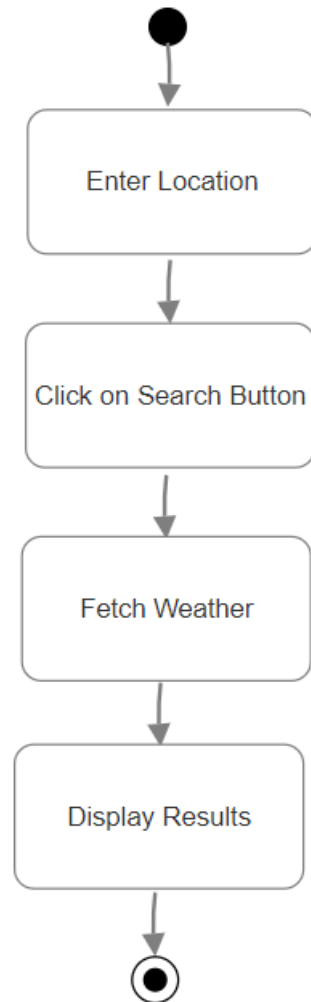 Enter Location
Click on Search Button
Fetch Weather
Display Results